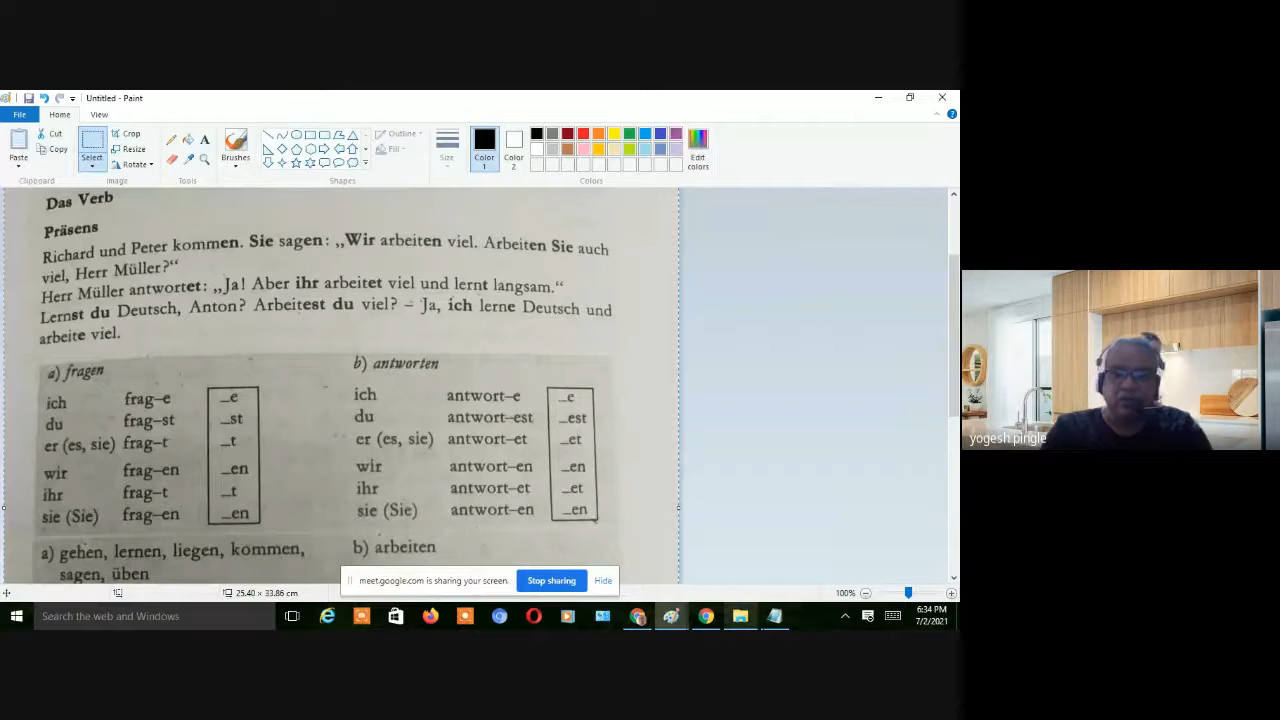 Untitled - Paint
File Home View
Paste Cut Copy Select Crop Resize Rotate Brushes Outline Fill Size Color 1 Color 2 Edit colors
Clipboard Image Tools Shapes Colors
Das Verb
Präsens
Richard und Peter kommen. Sie sagen: „Wir arbeiten viel. Arbeiten Sie auch
viel, Herr Müller?“
Herr Müller antwortet: „Ja! Aber ihr arbeitet viel und lernt langsam.“
Lernst du Deutsch, Anton? Arbeitest du viel? – Ja, ich lerne Deutsch und
arbeite viel.
a) fragen b) antworten
ich frag–e _e ich antwort–e _e
du frag–st _st du antwort–est _est
er (es, sie) frag–t _t er (es, sie) antwort–et _et
wir frag–en _en wir antwort–en _en
ihr frag–t _t ihr antwort–et _et
sie (Sie) frag–en _en sie (Sie) antwort–en _en
a) gehen, lernen, liegen, kommen, b) arbeiten
sagen, üben
meet.google.com is sharing your screen. Stop sharing Hide
25.40 × 33.86 cm 100%
Search the web and Windows
6:34 PM
7/2/2021
yogesh pingle